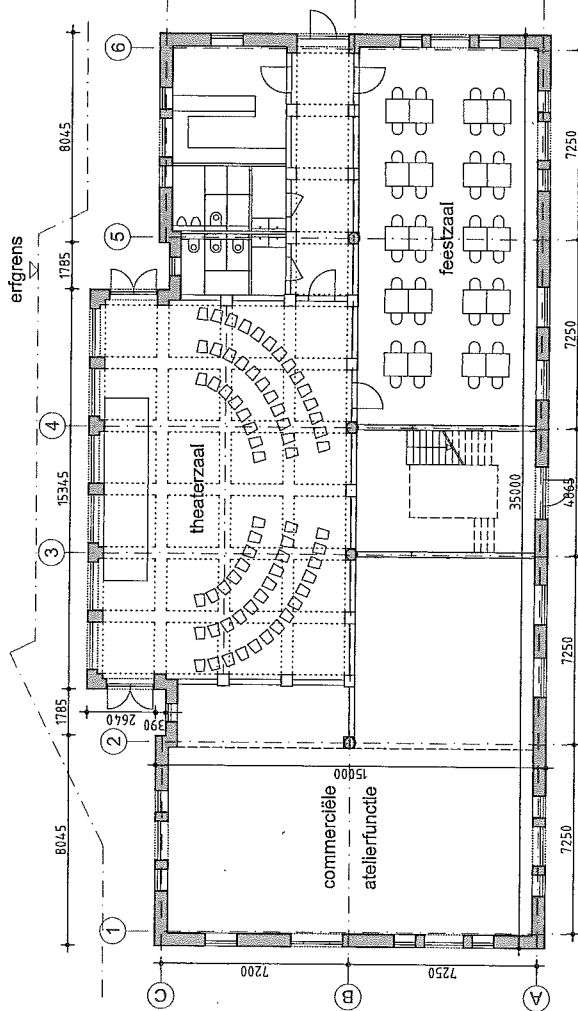 erfgrens
8045
1785
15345
1785
8045
1
2
3
4
5
6
2640
390
theaterzaal
feestzaal
commerciële
atelierfunctie
15000
35000
C
B
A
7200
7250
7250
7250
4865
7250
7250